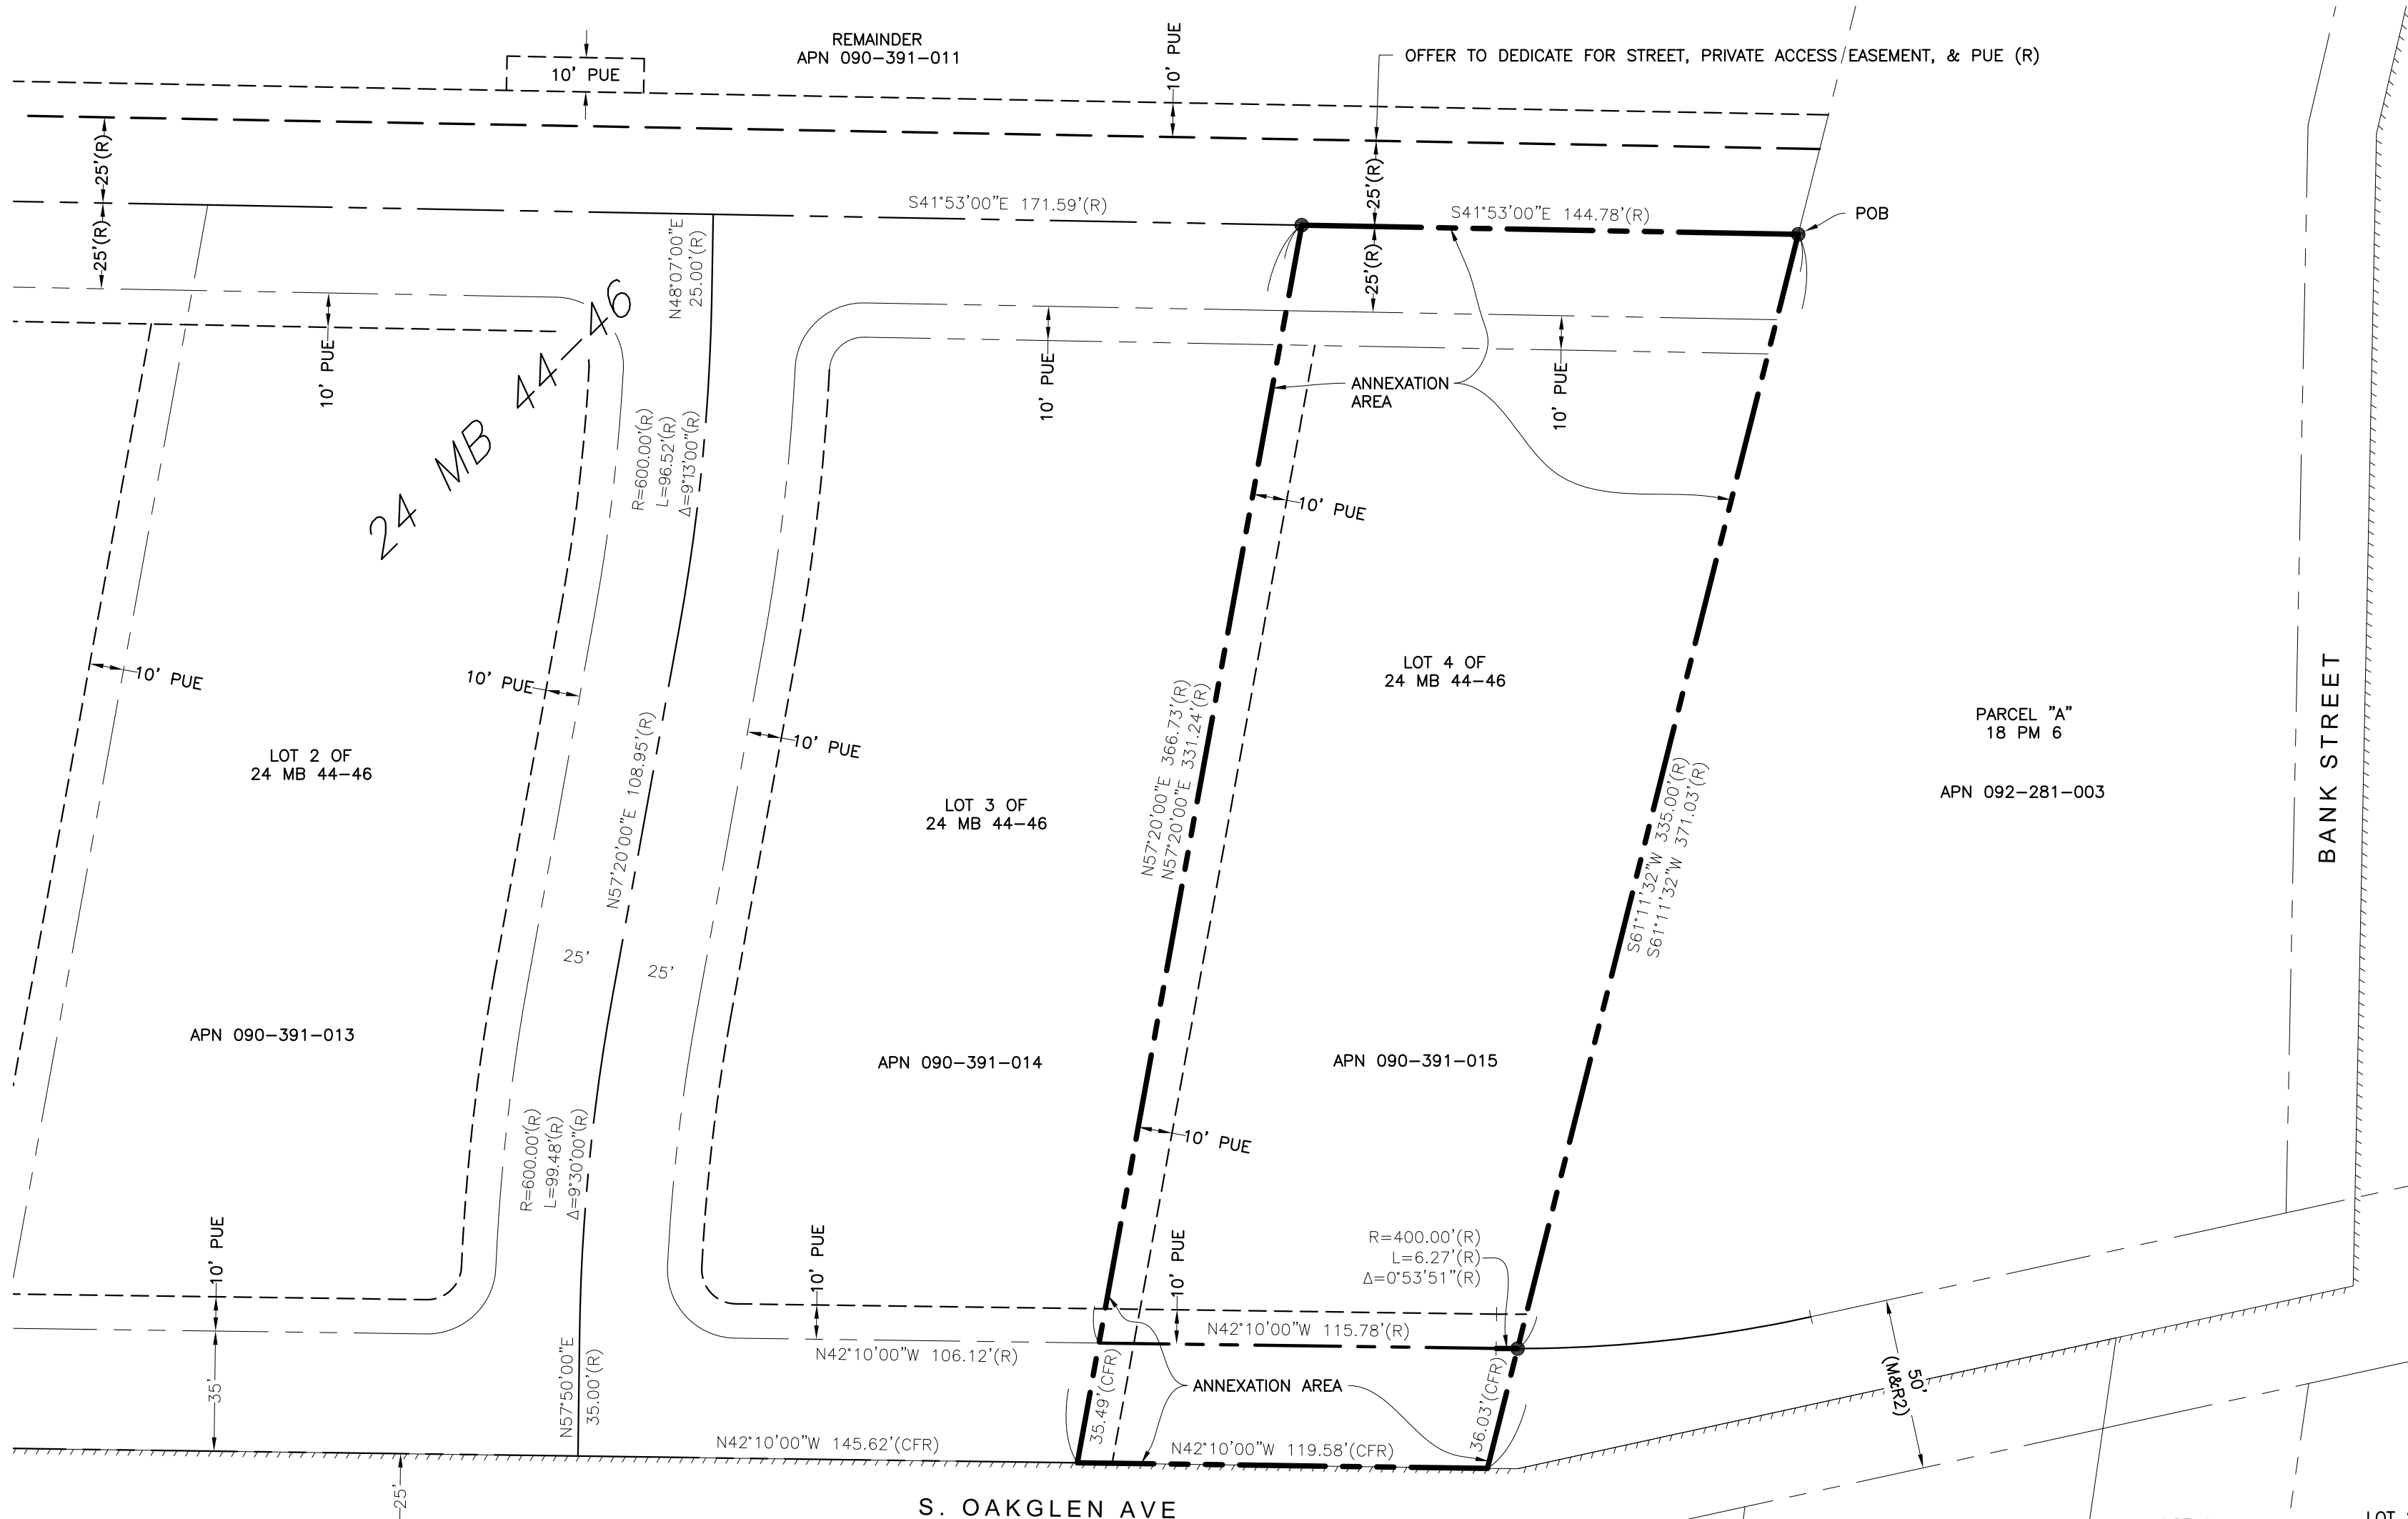 REMAINDER
APN 090-391-011
10' PUE
10' PUE
OFFER TO DEDICATE FOR STREET, PRIVATE ACCESS EASEMENT, & PUE (R)
25'(R)
25'(R)
S41°53'00"E 171.59'(R)
25'(R)
25'(R)
S41°53'00"E 144.78'(R)
POB
N48°07'00"E
25.00'(R)
24 MB 44-46
10' PUE
10' PUE
10' PUE
ANNEXATION
AREA
R=600.00'(R)
L=96.52'(R)
Δ=9°13'00"(R)
10' PUE
10' PUE
10' PUE
10' PUE
LOT 2 OF
24 MB 44-46
N57°20'00"E 108.95'(R)
LOT 3 OF
24 MB 44-46
N57°20'00"E 366.73'(R)
N57°20'00"E 331.24'(R)
LOT 4 OF
24 MB 44-46
S61°11'32"W 335.00'(R)
S61°11'32"W 371.03'(R)
PARCEL "A"
18 PM 6
APN 092-281-003
BANK STREET
25'
25'
APN 090-391-013
APN 090-391-014
APN 090-391-015
R=600.00'(R)
L=99.48'(R)
Δ=9°30'00"(R)
10' PUE
10' PUE
10' PUE
10' PUE
R=400.00'(R)
L=6.27'(R)
Δ=0°53'51"(R)
N42°10'00"W 115.78'(R)
N42°10'00"W 106.12'(R)
35'
N57°50'00"E
35.00'(R)
35.49'(CFR)
ANNEXATION AREA
36.03'(CFR)
50'
(M&R2)
N42°10'00"W 145.62'(CFR)
N42°10'00"W 119.58'(CFR)
25'
S. OAKGLEN AVE
LOT